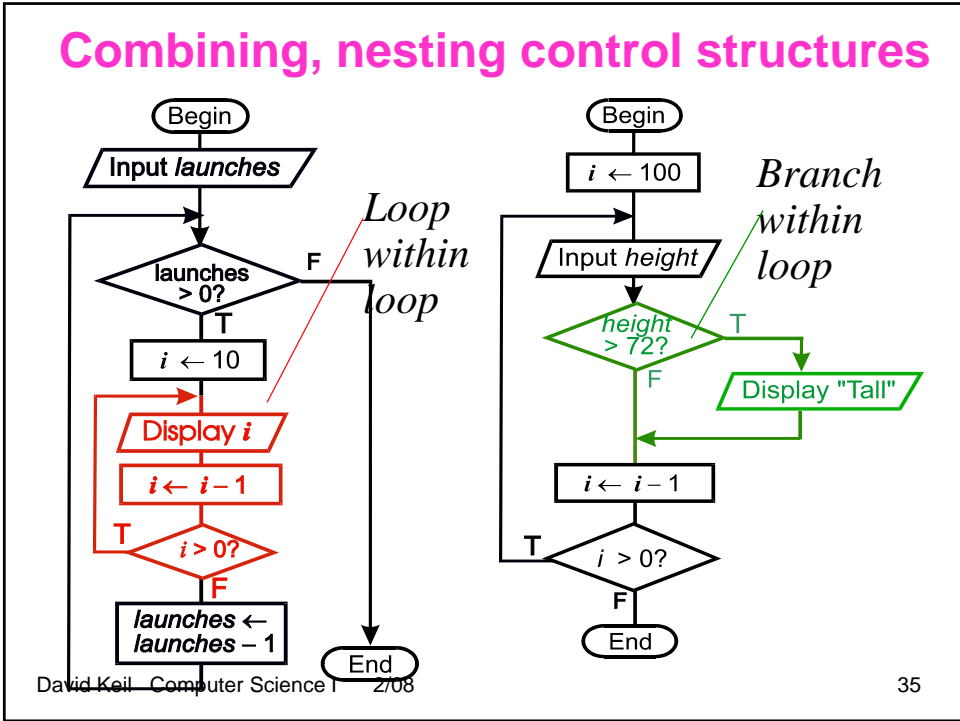 Combining, nesting control structures
Begin
Input launches
launches
> 0?
F
T
i ← 10
Display i
i ← i – 1
T
i > 0?
F
launches ←
launches – 1
End
Loop
within
loop
Begin
i ← 100
Input height
height
> 72?
T
F
Display "Tall"
i ← i – 1
T
i > 0?
F
End
Branch
within
loop
David Keil Computer Science I 2/08
35